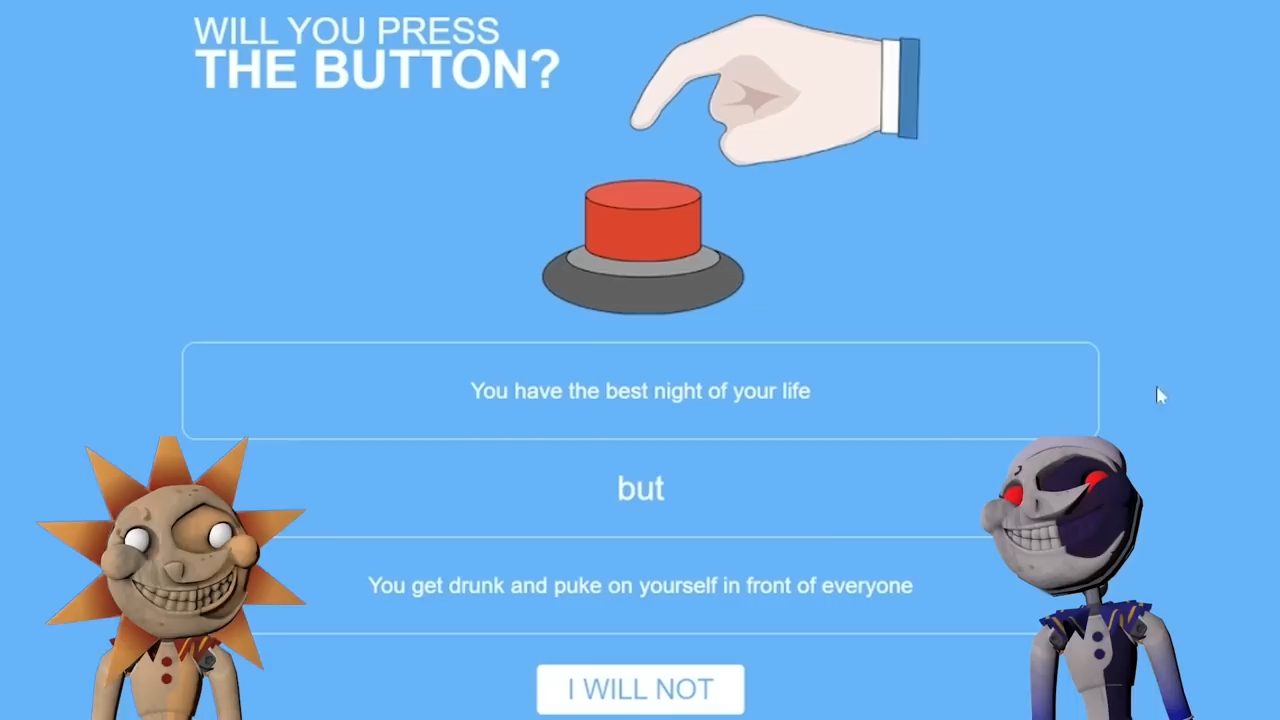 WILL YOU PRESS
THE BUTTON?
You have the best night of your life
but
You get drunk and puke on yourself in front of everyone
I WILL NOT